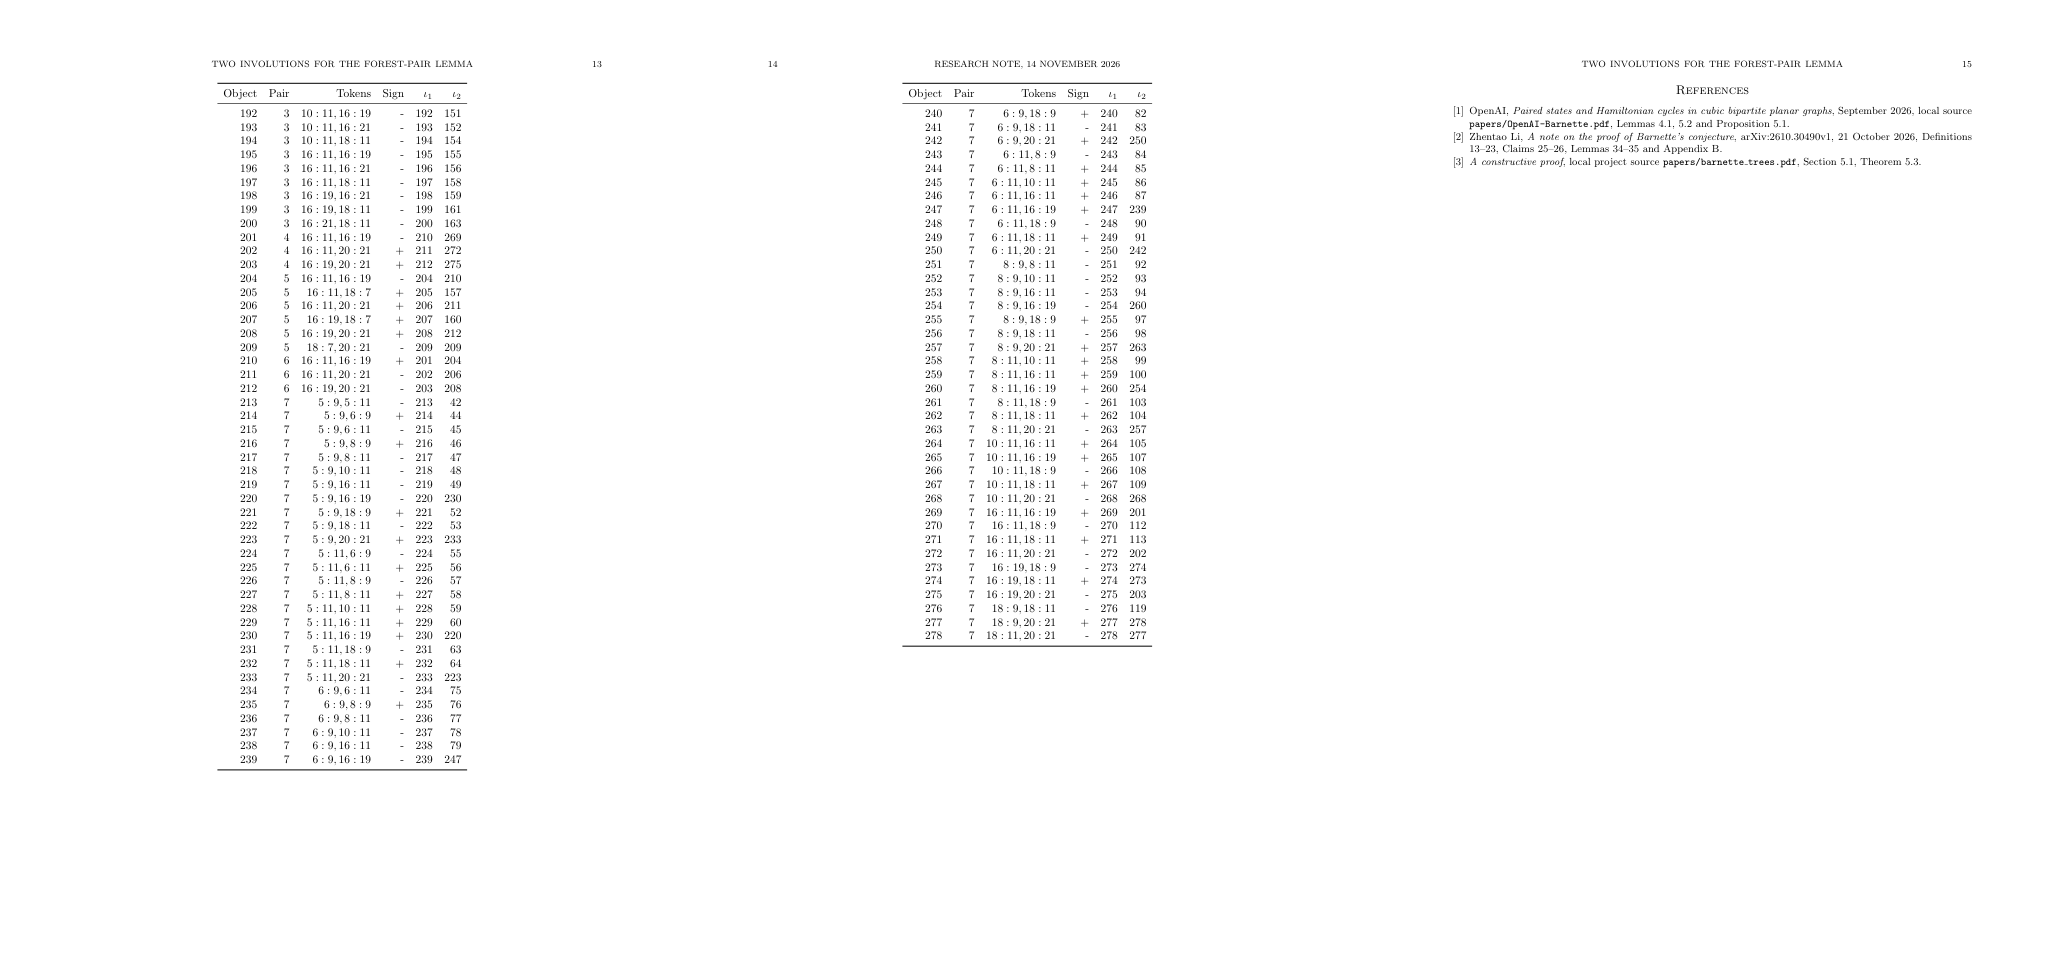 TWO INVOLUTIONS FOR THE FOREST-PAIR LEMMA 13
Object Pair Tokens Sign ι1 ι2
192 3 10 : 11, 16 : 19 - 192 151
193 3 10 : 11, 16 : 21 - 193 152
194 3 10 : 11, 18 : 11 - 194 154
195 3 16 : 11, 16 : 19 - 195 155
196 3 16 : 11, 16 : 21 - 196 156
197 3 16 : 11, 18 : 11 - 197 158
198 3 16 : 19, 16 : 21 - 198 159
199 3 16 : 19, 18 : 11 - 199 161
200 3 16 : 21, 18 : 11 - 200 163
201 4 16 : 11, 16 : 19 - 210 269
202 4 16 : 11, 20 : 21 + 211 272
203 4 16 : 19, 20 : 21 + 212 275
204 5 16 : 11, 16 : 19 - 204 210
205 5 16 : 11, 18 : 7 + 205 157
206 5 16 : 11, 20 : 21 + 206 211
207 5 16 : 19, 18 : 7 + 207 160
208 5 16 : 19, 20 : 21 + 208 212
209 5 18 : 7, 20 : 21 - 209 209
210 6 16 : 11, 16 : 19 + 201 204
211 6 16 : 11, 20 : 21 - 202 206
212 6 16 : 19, 20 : 21 - 203 208
213 7 5 : 9, 5 : 11 - 213 42
214 7 5 : 9, 6 : 9 + 214 44
215 7 5 : 9, 6 : 11 - 215 45
216 7 5 : 9, 8 : 9 + 216 46
217 7 5 : 9, 8 : 11 - 217 47
218 7 5 : 9, 10 : 11 - 218 48
219 7 5 : 9, 16 : 11 - 219 49
220 7 5 : 9, 16 : 19 - 220 230
221 7 5 : 9, 18 : 9 + 221 52
222 7 5 : 9, 18 : 11 - 222 53
223 7 5 : 9, 20 : 21 + 223 233
224 7 5 : 11, 6 : 9 - 224 55
225 7 5 : 11, 6 : 11 + 225 56
226 7 5 : 11, 8 : 9 - 226 57
227 7 5 : 11, 8 : 11 + 227 58
228 7 5 : 11, 10 : 11 + 228 59
229 7 5 : 11, 16 : 11 + 229 60
230 7 5 : 11, 16 : 19 + 230 220
231 7 5 : 11, 18 : 9 - 231 63
232 7 5 : 11, 18 : 11 + 232 64
233 7 5 : 11, 20 : 21 - 233 223
234 7 6 : 9, 6 : 11 - 234 75
235 7 6 : 9, 8 : 9 + 235 76
236 7 6 : 9, 8 : 11 - 236 77
237 7 6 : 9, 10 : 11 - 237 78
238 7 6 : 9, 16 : 11 - 238 79
239 7 6 : 9, 16 : 19 - 239 247
14 RESEARCH NOTE, 14 NOVEMBER 2026
Object Pair Tokens Sign ι1 ι2
240 7 6 : 9, 18 : 9 + 240 82
241 7 6 : 9, 18 : 11 - 241 83
242 7 6 : 9, 20 : 21 + 242 250
243 7 6 : 11, 8 : 9 - 243 84
244 7 6 : 11, 8 : 11 + 244 85
245 7 6 : 11, 10 : 11 + 245 86
246 7 6 : 11, 16 : 11 + 246 87
247 7 6 : 11, 16 : 19 + 247 239
248 7 6 : 11, 18 : 9 - 248 90
249 7 6 : 11, 18 : 11 + 249 91
250 7 6 : 11, 20 : 21 - 250 242
251 7 8 : 9, 8 : 11 - 251 92
252 7 8 : 9, 10 : 11 - 252 93
253 7 8 : 9, 16 : 11 - 253 94
254 7 8 : 9, 16 : 19 - 254 260
255 7 8 : 9, 18 : 9 + 255 97
256 7 8 : 9, 18 : 11 - 256 98
257 7 8 : 9, 20 : 21 + 257 263
258 7 8 : 11, 10 : 11 + 258 99
259 7 8 : 11, 16 : 11 + 259 100
260 7 8 : 11, 16 : 19 + 260 254
261 7 8 : 11, 18 : 9 - 261 103
262 7 8 : 11, 18 : 11 + 262 104
263 7 8 : 11, 20 : 21 - 263 257
264 7 10 : 11, 16 : 11 + 264 105
265 7 10 : 11, 16 : 19 + 265 107
266 7 10 : 11, 18 : 9 - 266 108
267 7 10 : 11, 18 : 11 + 267 109
268 7 10 : 11, 20 : 21 - 268 268
269 7 16 : 11, 16 : 19 + 269 201
270 7 16 : 11, 18 : 9 - 270 112
271 7 16 : 11, 18 : 11 + 271 113
272 7 16 : 11, 20 : 21 - 272 202
273 7 16 : 19, 18 : 9 - 273 274
274 7 16 : 19, 18 : 11 + 274 273
275 7 16 : 19, 20 : 21 - 275 203
276 7 18 : 9, 18 : 11 - 276 119
277 7 18 : 9, 20 : 21 + 277 278
278 7 18 : 11, 20 : 21 - 278 277
TWO INVOLUTIONS FOR THE FOREST-PAIR LEMMA 15
REFERENCES
[1] OpenAI, Paired states and Hamiltonian cycles in cubic bipartite planar graphs, September 2026, local source
papers/OpenAI-Barnette.pdf, Lemmas 4.1, 5.2 and Proposition 5.1.
[2] Zhentao Li, A note on the proof of Barnette's conjecture, arXiv:2610.30490v1, 21 October 2026, Definitions
13–23, Claims 25–26, Lemmas 34–35 and Appendix B.
[3] A constructive proof, local project source papers/barnette_trees.pdf, Section 5.1, Theorem 5.3.